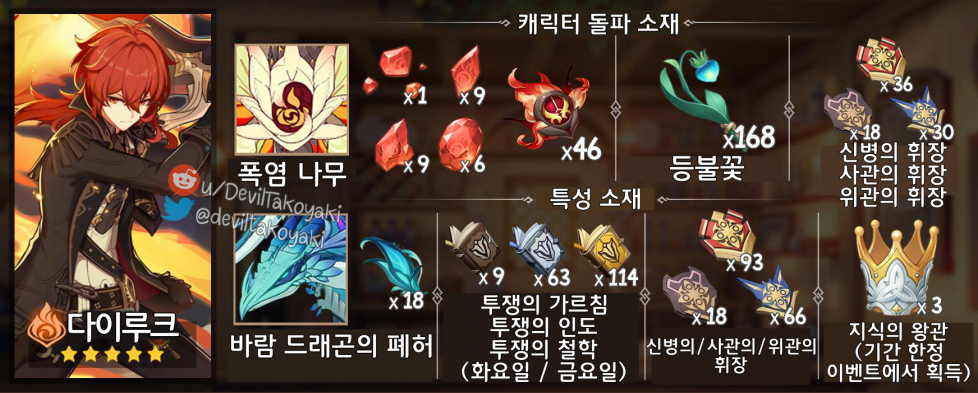 캐릭터 돌파 소재
다이루크
폭염 나무
x1
x9
x9
x6
x46
x168
등불꽃
x36
x18
x30
신병의 휘장
사관의 휘장
위관의 휘장
u/DevilTakoyaki
@deviltakoyaki
특성 소재
바람 드래곤의 폐허
x18
x9
x63
x114
투쟁의 가르침
투쟁의 인도
투쟁의 철학
(화요일 / 금요일)
x93
x18
x66
신병의/사관의/위관의
휘장
x3
지식의 왕관
(기간 한정
이벤트에서 획득)